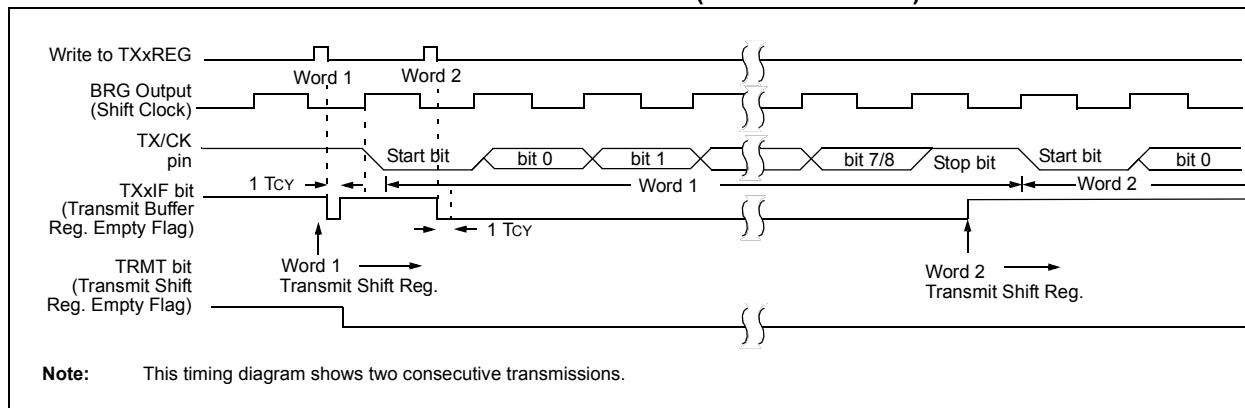 Write to TXxREG
Word 1
Word 2
BRG Output
(Shift Clock)
TX/CK
pin
Start bit
bit 0
bit 1
bit 7/8
Stop bit
Start bit
bit 0
1 TCY
Word 1
Word 2
TXxIF bit
(Transmit Buffer
Reg. Empty Flag)
1 TCY
Word 1
Transmit Shift Reg.
Word 2
Transmit Shift Reg.
TRMT bit
(Transmit Shift
Reg. Empty Flag)
Note: This timing diagram shows two consecutive transmissions.